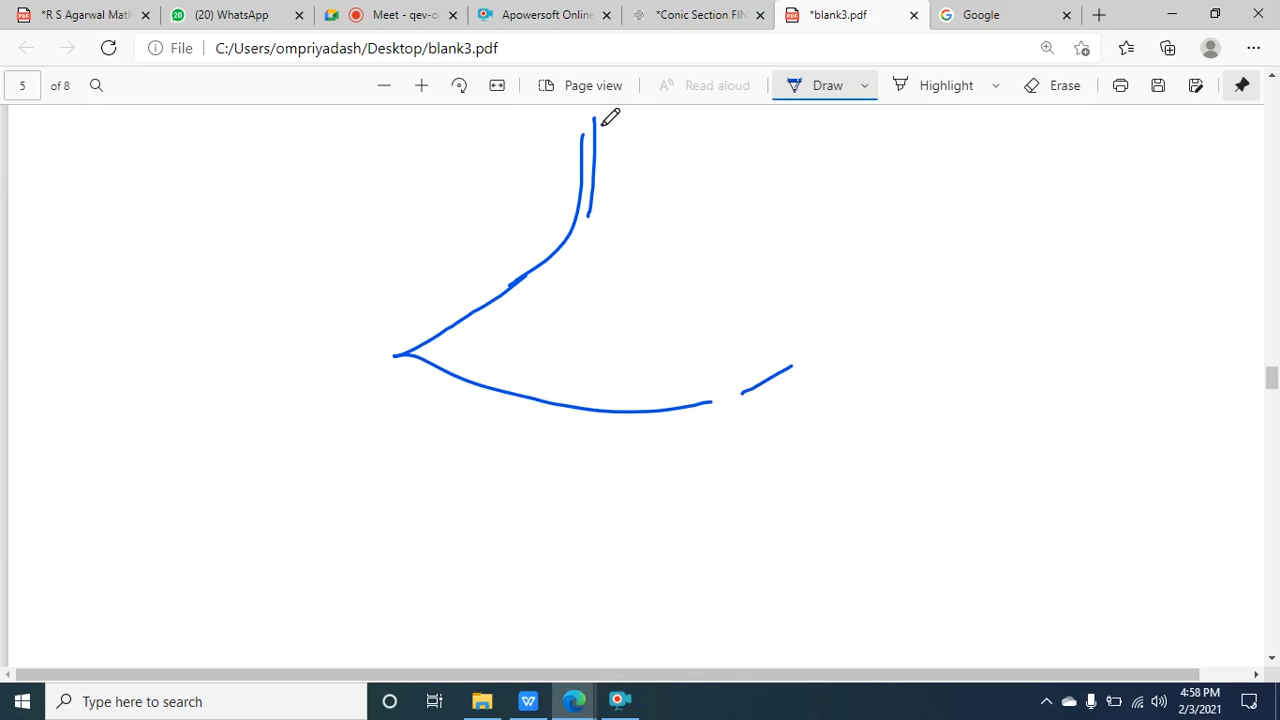 *R S Agarwal Math
(20) WhatsApp
Meet - qev-o
Apowersoft Online
*Conic Section FIN
*blank3.pdf
Google
File
C:/Users/ompriyadash/Desktop/blank3.pdf
5 of 8
Page view
Read aloud
Draw
Highlight
Erase
Type here to search
4:58 PM
2/3/2021